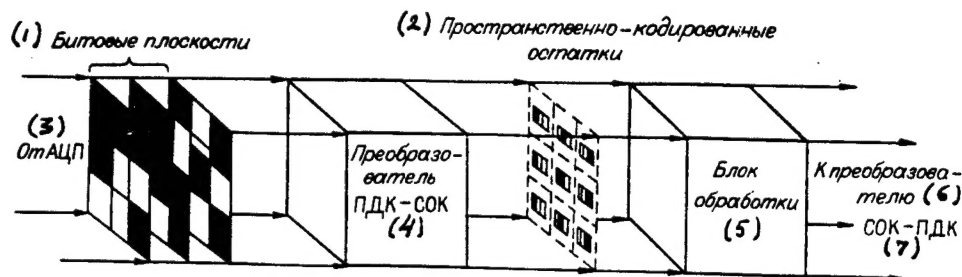 (1) Битовые плоскости
(2) Пространственно-кодированные
остатки
(3)
От АЦП
Преобразо-
ватель
ПДК-СОК
(4)
Блок
обработки
(5)
К преобразова-
телю (6)
СОК-ПДК
(7)